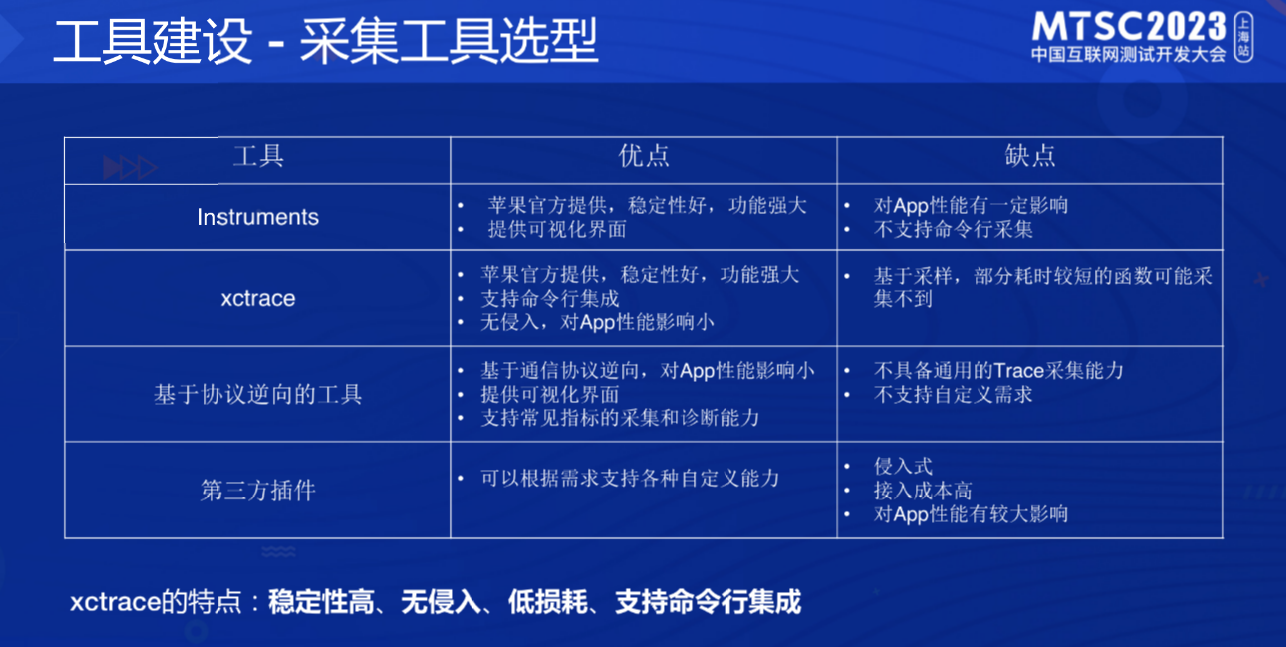 工具建设 - 采集工具选型
MTSC2023
中国互联网测试开发大会
上海站
工具
优点
缺点
Instruments
• 苹果官方提供，稳定性好，功能强大
• 提供可视化界面
• 对App性能有一定影响
• 不支持命令行采集
xctrace
• 苹果官方提供，稳定性好，功能强大
• 支持命令行集成
• 无侵入，对App性能影响小
• 基于采样，部分耗时较短的函数可能采
集不到
基于协议逆向的工具
• 基于通信协议逆向，对App性能影响小
• 提供可视化界面
• 支持常见指标的采集和诊断能力
• 不具备通用的Trace采集能力
• 不支持自定义需求
第三方插件
• 可以根据需求支持各种自定义能力
• 侵入式
• 接入成本高
• 对App性能有较大影响
xctrace的特点：稳定性高、无侵入、低损耗、支持命令行集成